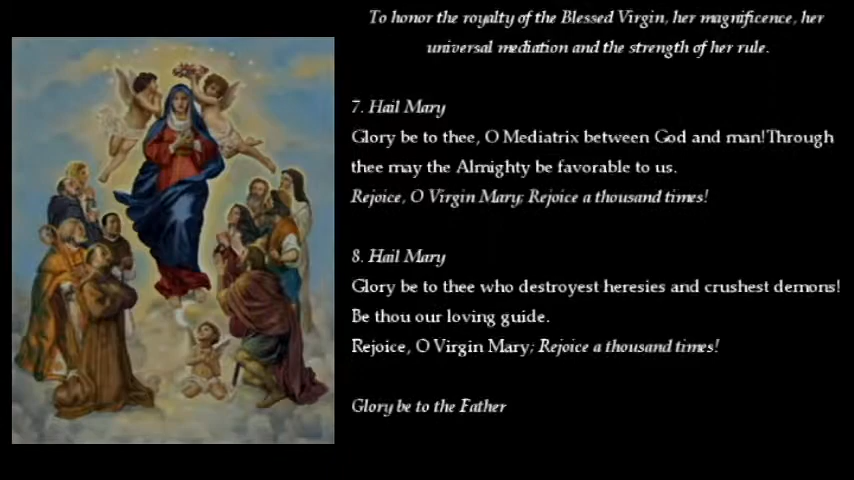 To honor the royalty of the Blessed Virgin, her magnificence, her
universal mediation and the strength of her rule.
7. Hail Mary
Glory be to thee, O Mediatrix between God and man!Through
thee may the Almighty be favorable to us.
Rejoice, O Virgin Mary; Rejoice a thousand times!
8. Hail Mary
Glory be to thee who destroyest heresies and crushest demons!
Be thou our loving guide.
Rejoice, O Virgin Mary; Rejoice a thousand times!
Glory be to the Father